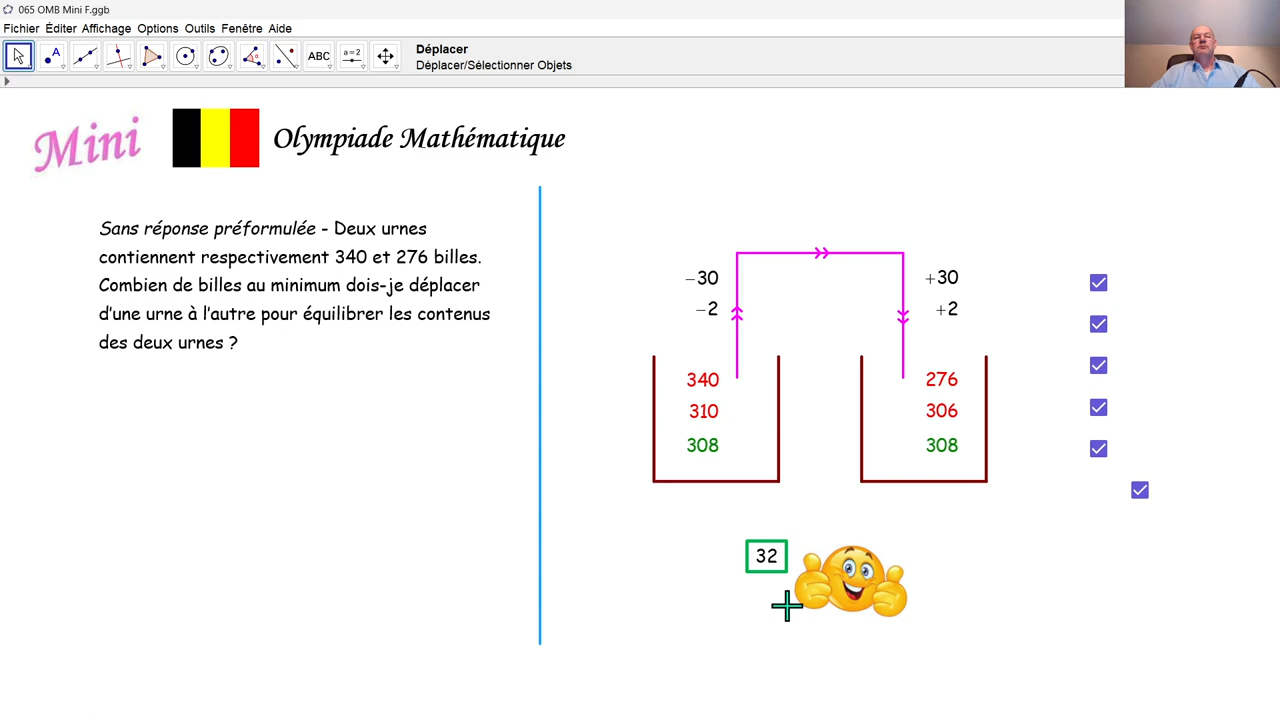 065 OMB Mini F.ggb
Fichier Éditer Affichage Options Outils Fenêtre Aide
A
ABC
a=2
Déplacer
Déplacer/Sélectionner Objets
Mini
Olympiade Mathématique
Sans réponse préformulée - Deux urnes
contiennent respectivement 340 et 276 billes.
Combien de billes au minimum dois-je déplacer
d'une urne à l'autre pour équilibrer les contenus
des deux urnes ?
−30 +30
−2 +2
340 276
310 306
308 308
32